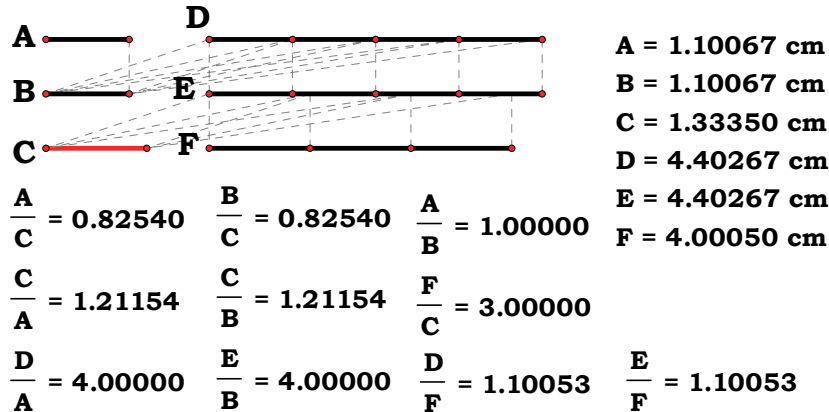 D
A
B
E
C
F
A = 1.10067 cm
B = 1.10067 cm
C = 1.33350 cm
D = 4.40267 cm
E = 4.40267 cm
F = 4.00050 cm
A/C = 0.82540 B/C = 0.82540 A/B = 1.00000
C/A = 1.21154 C/B = 1.21154 F/C = 3.00000
D/A = 4.00000 E/B = 4.00000 D/F = 1.10053 E/F = 1.10053